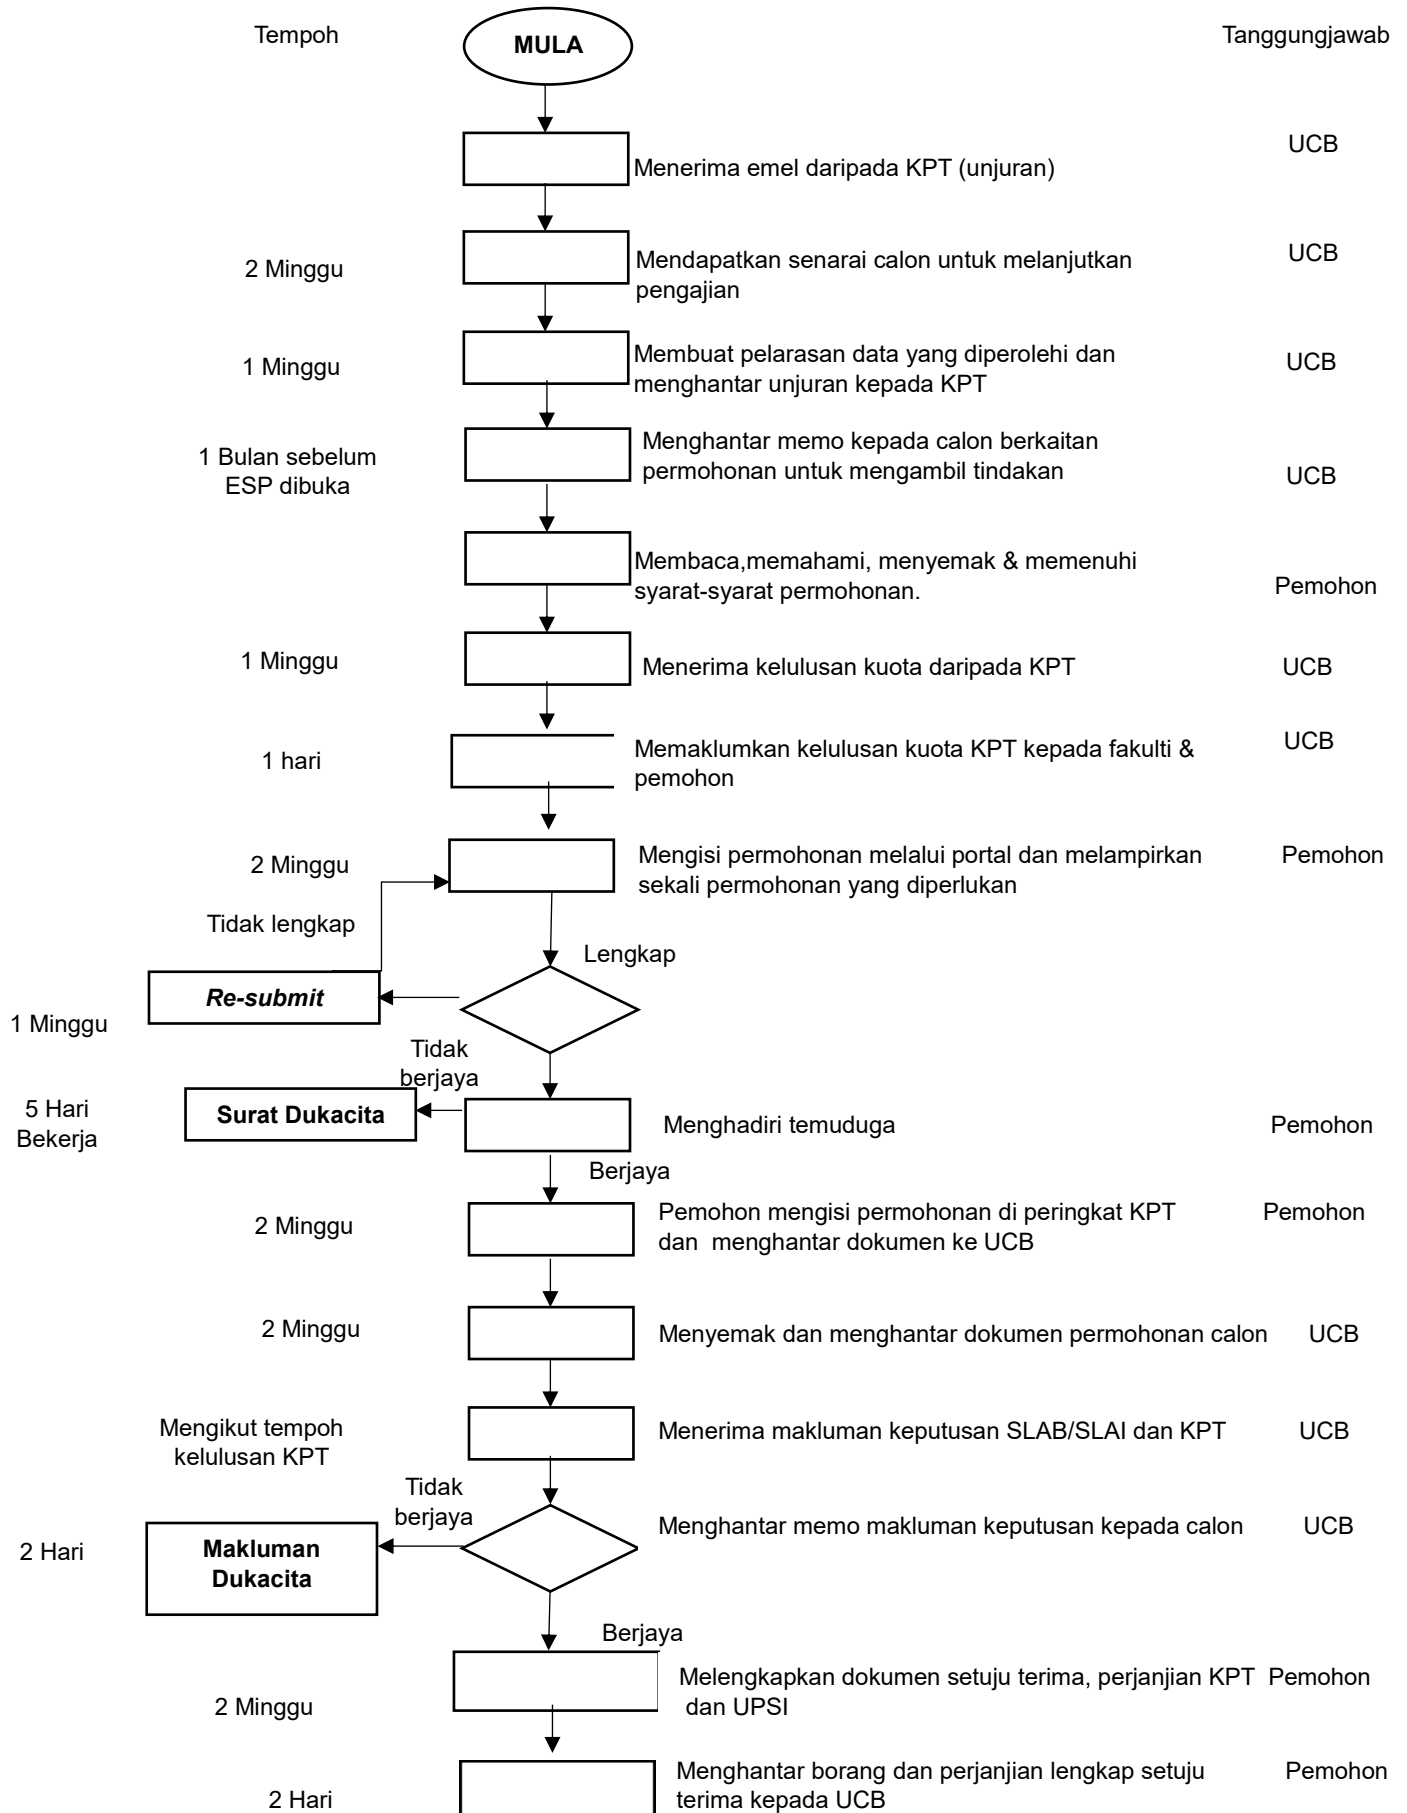 Tempoh
MULA
Tanggungjawab
UCB
Menerima emel daripada KPT (unjuran)
2 Minggu
Mendapatkan senarai calon untuk melanjutkan
pengajian
UCB
1 Minggu
Membuat pelarasan data yang diperolehi dan
menghantar unjuran kepada KPT
UCB
1 Bulan sebelum
ESP dibuka
Menghantar memo kepada calon berkaitan
permohonan untuk mengambil tindakan
UCB
Membaca,memahami, menyemak & memenuhi
syarat-syarat permohonan.
Pemohon
1 Minggu
Menerima kelulusan kuota daripada KPT
UCB
1 hari
Memaklumkan kelulusan kuota KPT kepada fakulti &
pemohon
UCB
2 Minggu
Mengisi permohonan melalui portal dan melampirkan
sekali permohonan yang diperlukan
Pemohon
Tidak lengkap
Lengkap
Re-submit
1 Minggu
Tidak
berjaya
5 Hari
Bekerja
Surat Dukacita
Menghadiri temuduga
Pemohon
Berjaya
2 Minggu
Pemohon mengisi permohonan di peringkat KPT
dan menghantar dokumen ke UCB
Pemohon
2 Minggu
Menyemak dan menghantar dokumen permohonan calon
UCB
Mengikut tempoh
kelulusan KPT
Menerima makluman keputusan SLAB/SLAI dan KPT
UCB
Tidak
berjaya
2 Hari
Makluman
Dukacita
Menghantar memo makluman keputusan kepada calon
UCB
Berjaya
2 Minggu
Melengkapkan dokumen setuju terima, perjanjian KPT
dan UPSI
Pemohon
2 Hari
Menghantar borang dan perjanjian lengkap setuju
terima kepada UCB
Pemohon